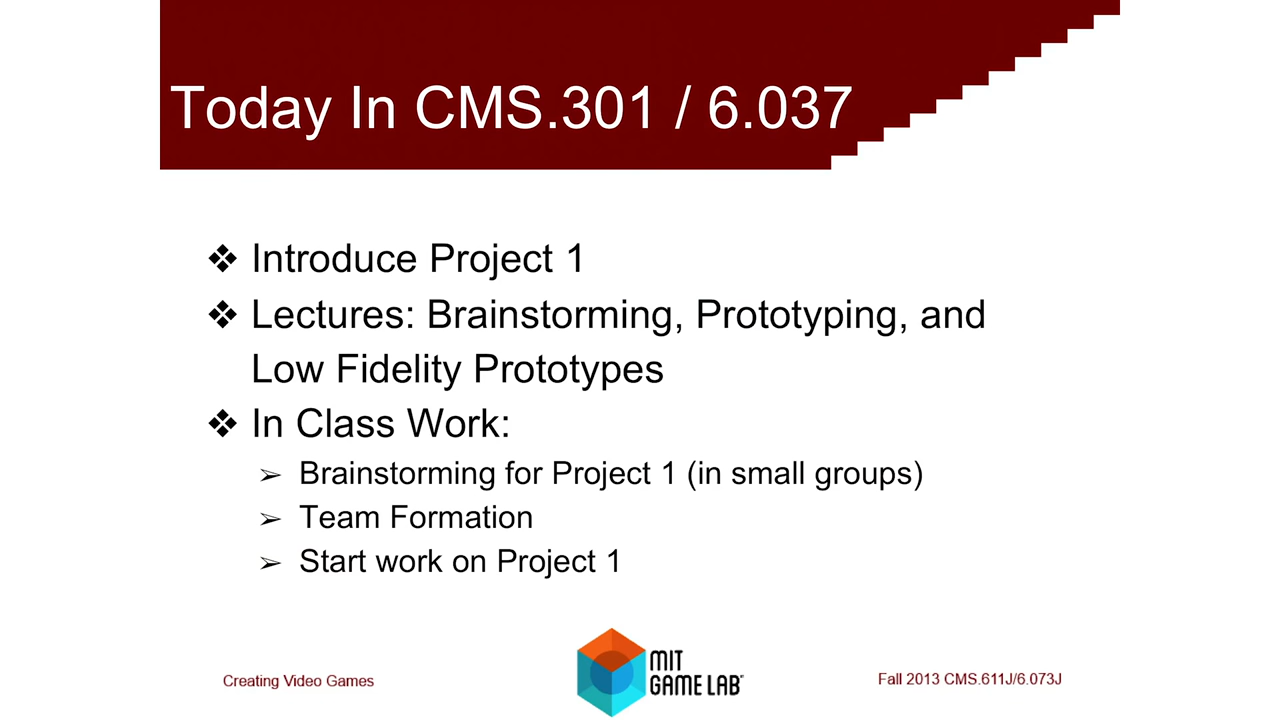 Today In CMS.301 / 6.037
❖ Introduce Project 1
❖ Lectures: Brainstorming, Prototyping, and
Low Fidelity Prototypes
❖ In Class Work:
➢ Brainstorming for Project 1 (in small groups)
➢ Team Formation
➢ Start work on Project 1
Creating Video Games
MIT
GAME LAB
Fall 2013 CMS.611J/6.073J